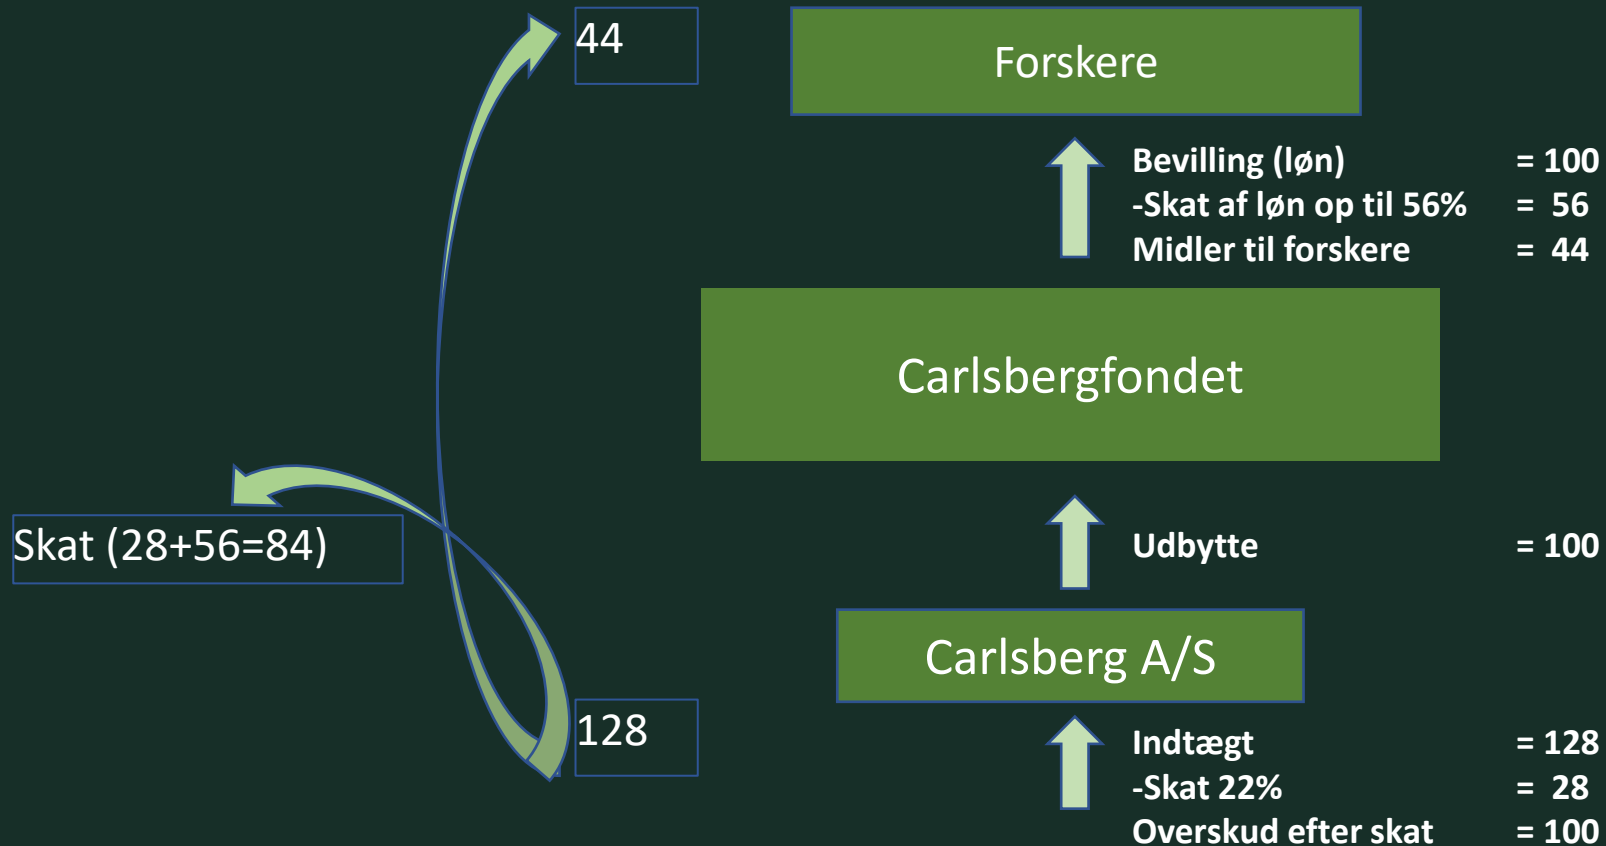 44
Forskere
Bevilling (løn) = 100
-Skat af løn op til 56% = 56
Midler til forskere = 44
Carlsbergfondet
Skat (28+56=84)
Udbytte = 100
Carlsberg A/S
128
Indtægt = 128
-Skat 22% = 28
Overskud efter skat = 100